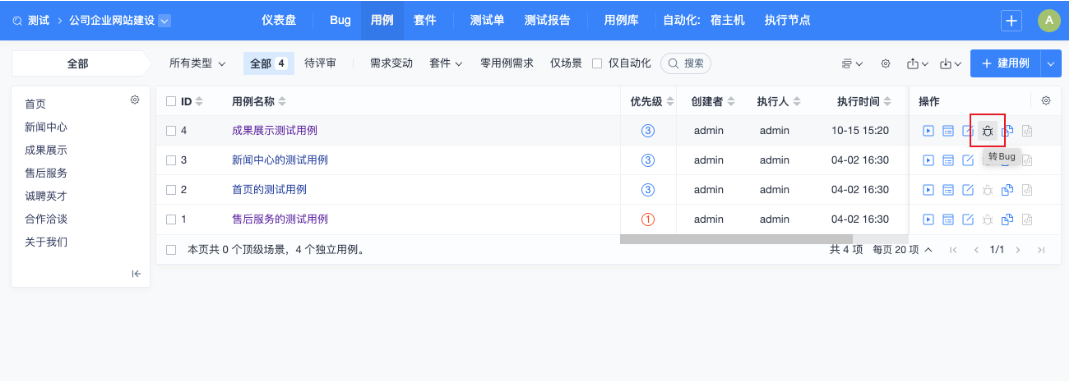 测试 > 公司企业网站建设 仪表盘 Bug 用例 套件 测试单 测试报告 用例库 自动化: 宿主机 执行节点 A
全部 所有类型 全部 4 待评审 需求变动 套件 零用例需求 仅场景 仅自动化 搜索 + 建用例
首页
新闻中心
成果展示
售后服务
诚聘英才
合作洽谈
关于我们
ID 用例名称 优先级 创建者 执行人 执行时间 操作
4 成果展示测试用例 3 admin admin 10-15 15:20
转Bug
3 新闻中心的测试用例 3 admin admin 04-02 16:30
2 首页的测试用例 3 admin admin 04-02 16:30
1 售后服务的测试用例 1 admin admin 04-02 16:30
本页共 0 个顶级场景，4 个独立用例。 共 4 项 每页 20 项 1/1